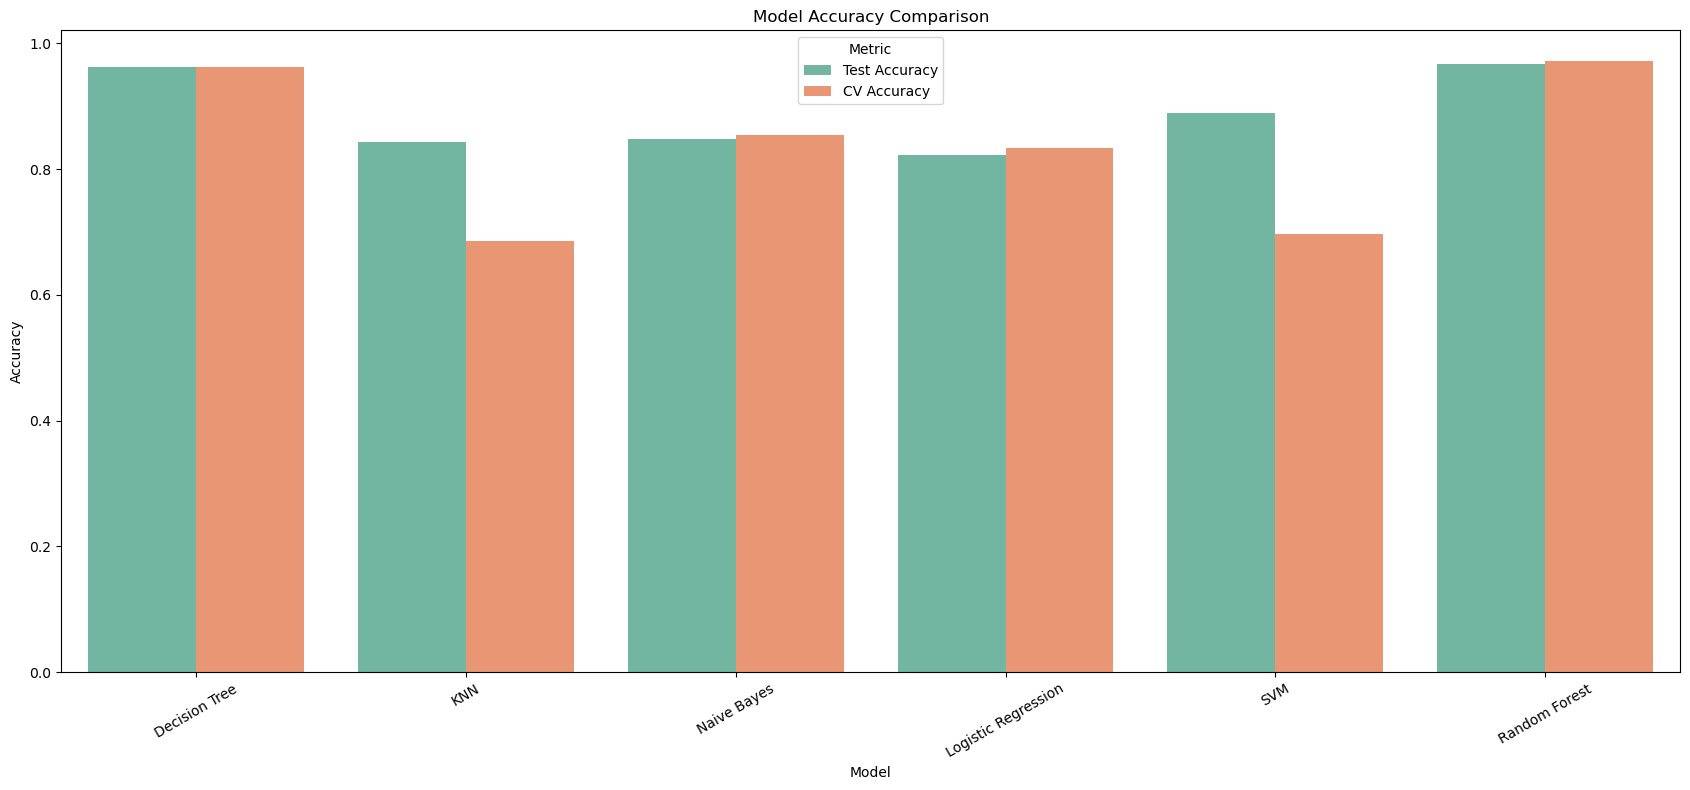 Model Accuracy Comparison
Metric
Test Accuracy
CV Accuracy
Accuracy
1.0
0.8
0.6
0.4
0.2
0.0
Decision Tree
KNN
Naive Bayes
Logistic Regression
SVM
Random Forest
Model